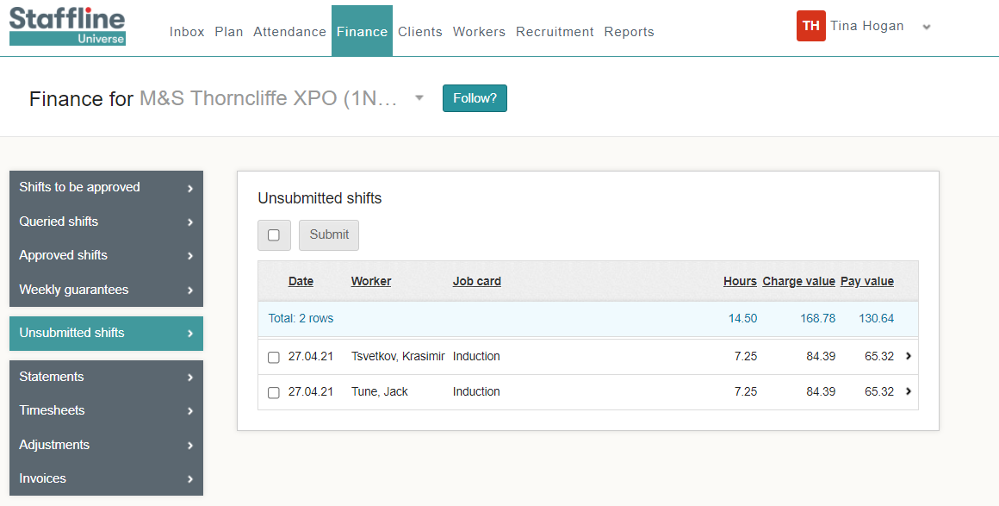 Staffline
Universe
Inbox Plan Attendance Finance Clients Workers Recruitment Reports
TH Tina Hogan
Finance for M&S Thorncliffe XPO (1N...
Follow?
Shifts to be approved
Queried shifts
Approved shifts
Weekly guarantees
Unsubmitted shifts
Statements
Timesheets
Adjustments
Invoices
Unsubmitted shifts
Submit
Date Worker Job card Hours Charge value Pay value
Total: 2 rows 14.50 168.78 130.64
27.04.21 Tsvetkov, Krasimir Induction 7.25 84.39 65.32
27.04.21 Tune, Jack Induction 7.25 84.39 65.32